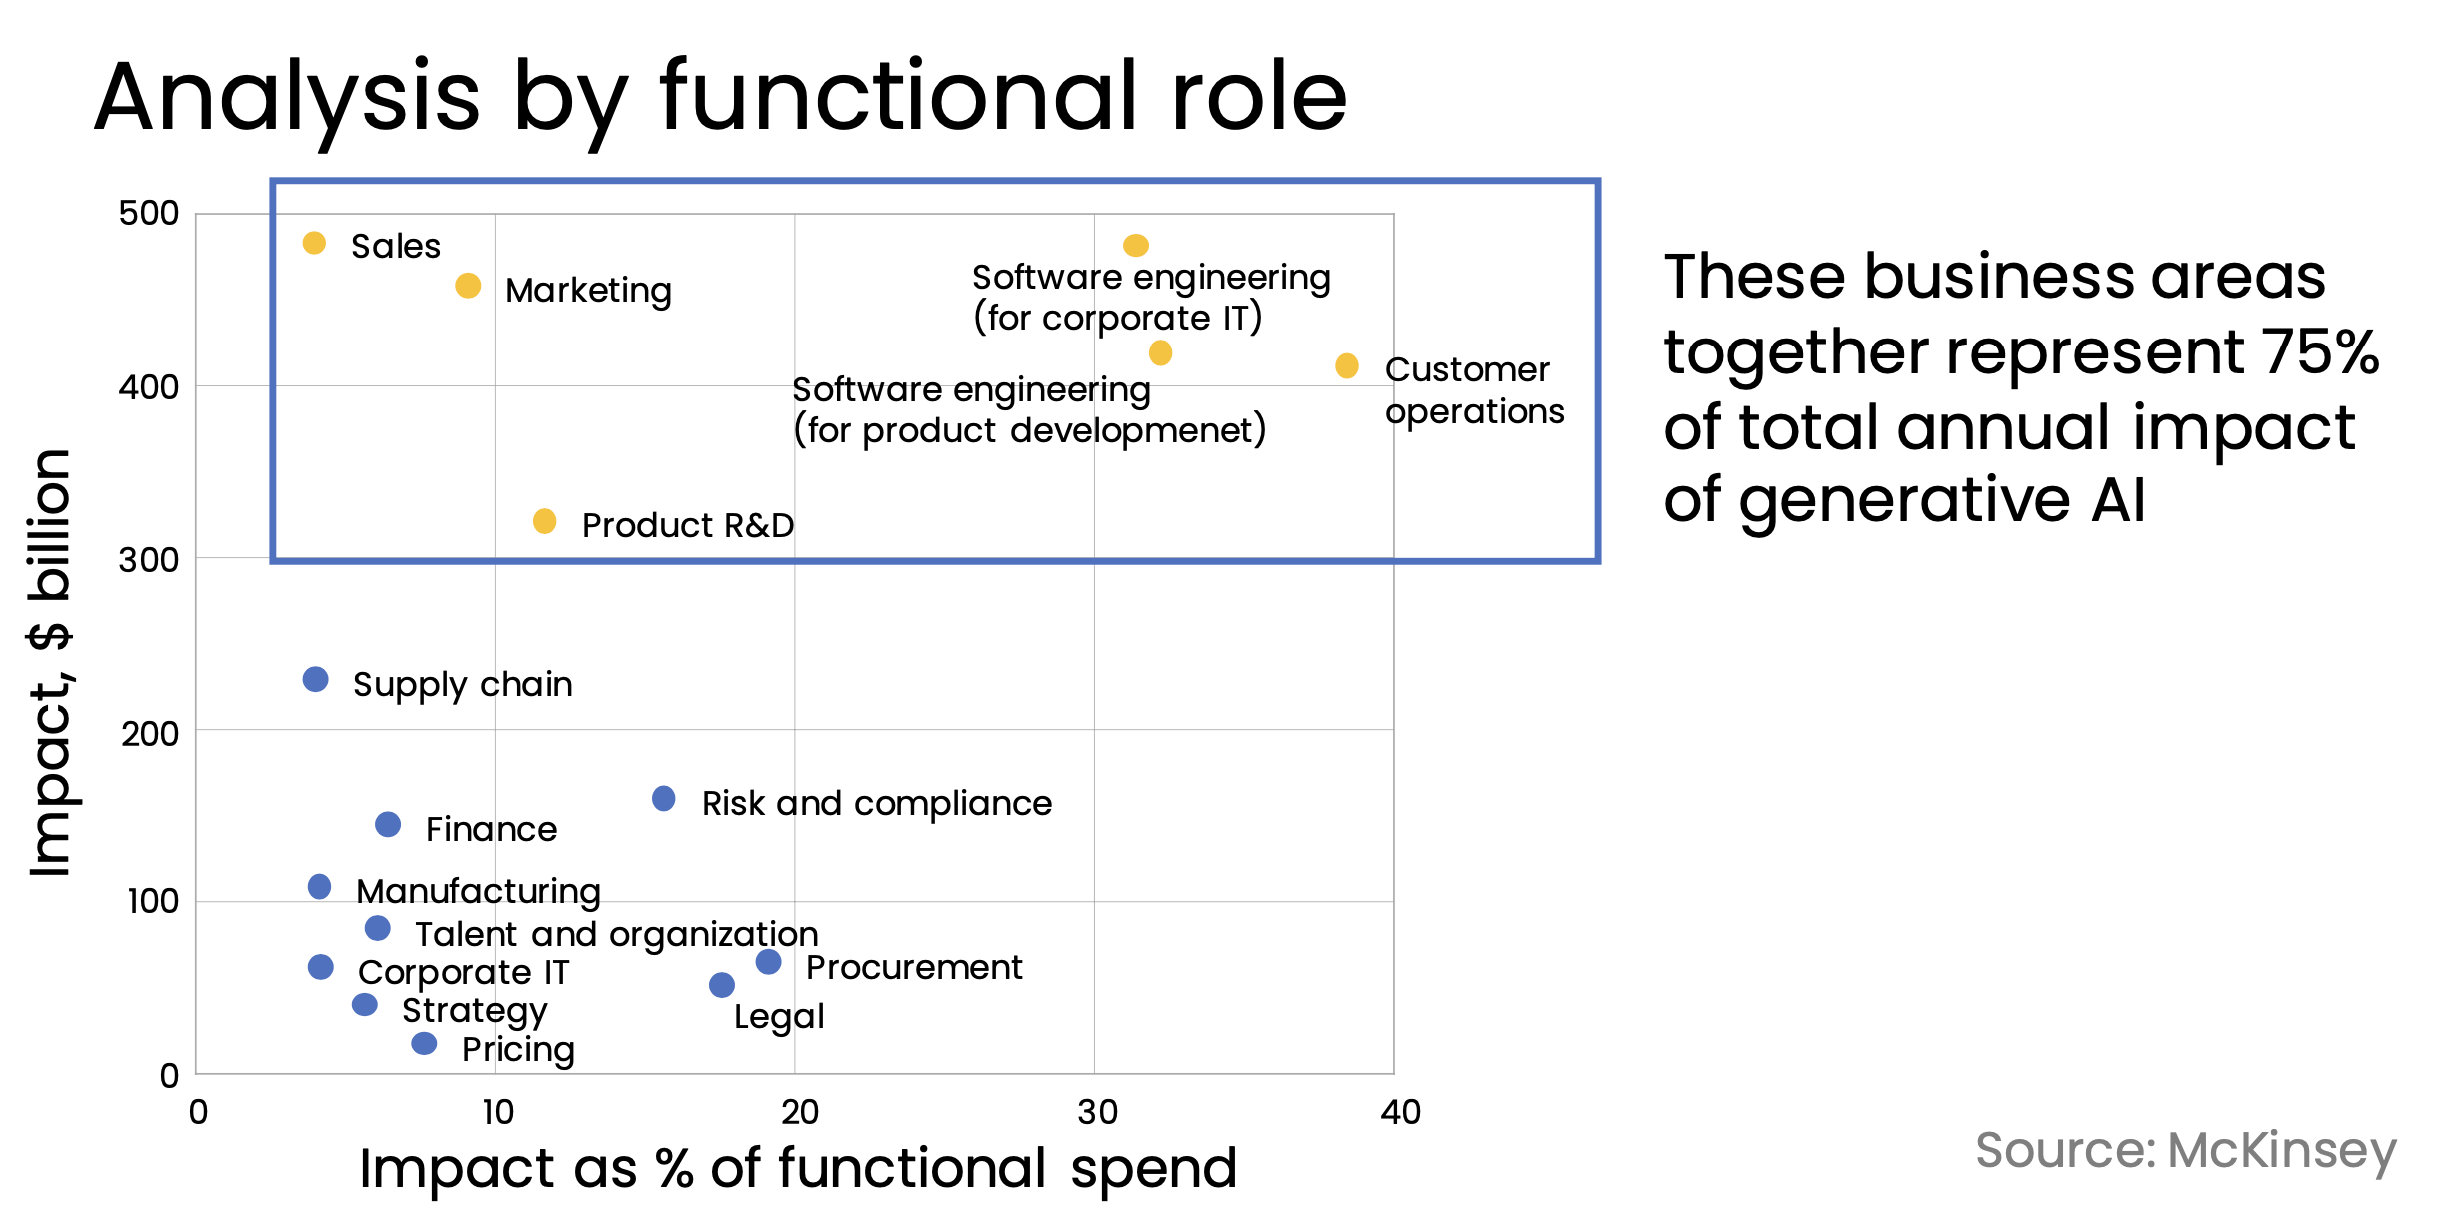 Analysis by functional role
Impact, $ billion
500
400
300
200
100
0
Sales
Marketing
Software engineering
(for corporate IT)
Software engineering
(for product developmenet)
Customer
operations
Product R&D
Supply chain
Risk and compliance
Finance
Manufacturing
Talent and organization
Corporate IT
Procurement
Strategy
Legal
Pricing
0
10
20
30
40
Impact as % of functional spend
These business areas
together represent 75%
of total annual impact
of generative AI
Source: McKinsey